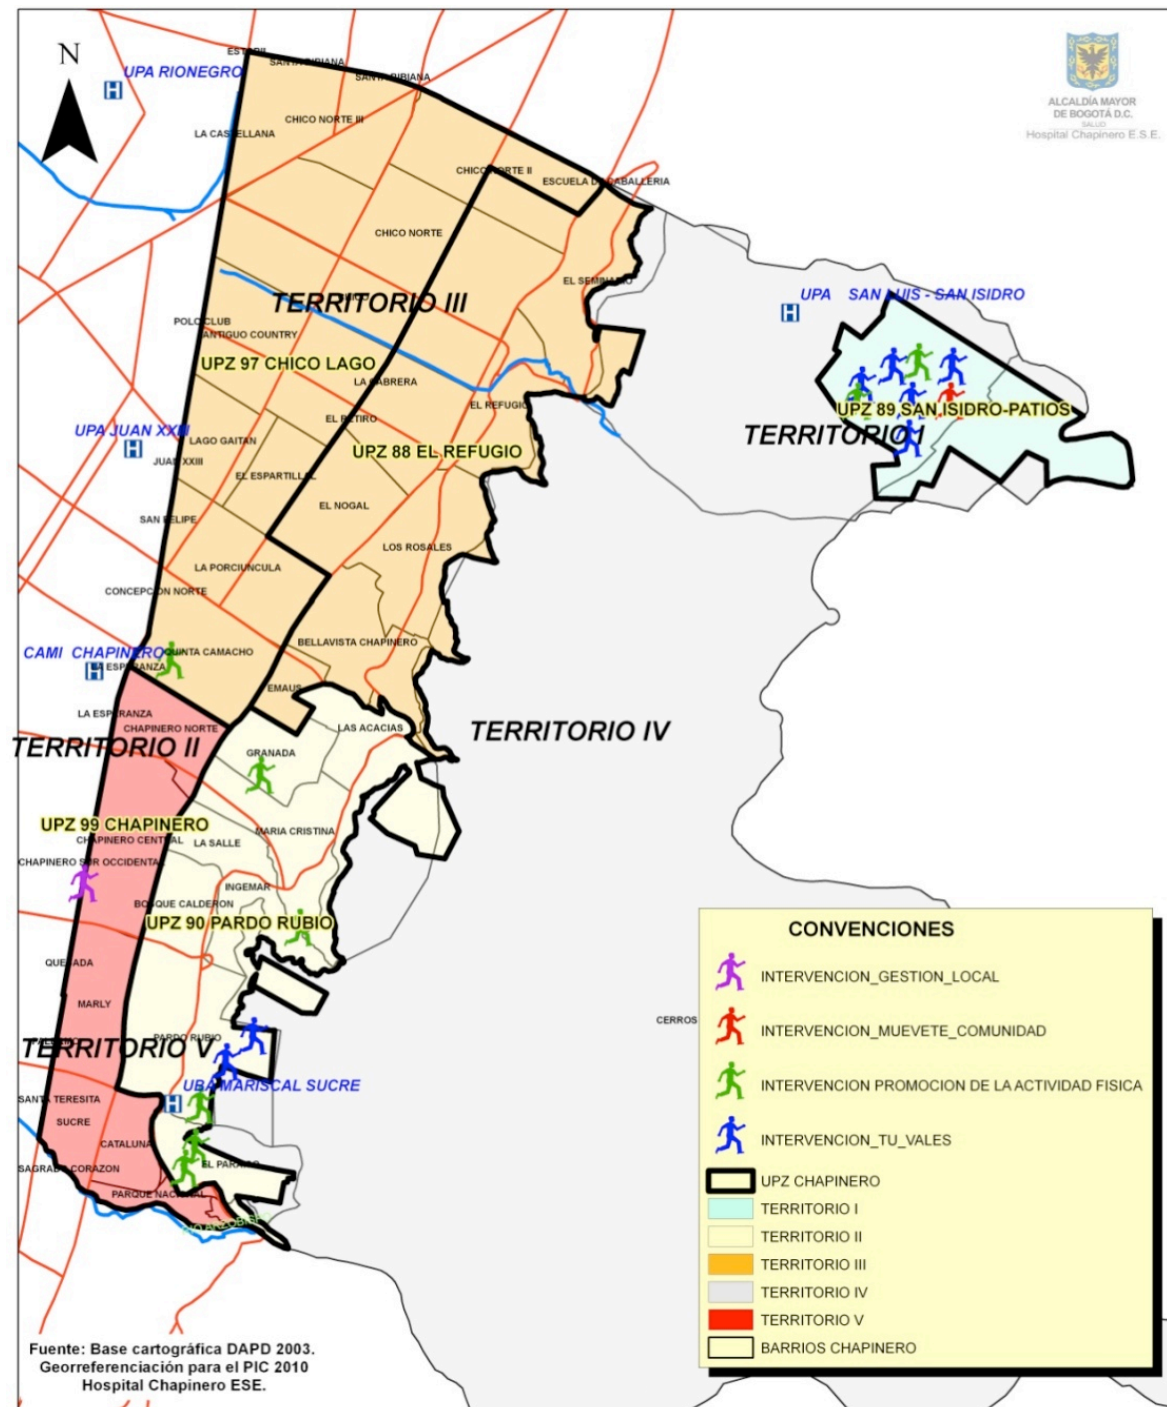 N
UPA RIONEGRO
ALCALDÍA MAYOR
DE BOGOTÁ D.C.
SALUD
Hospital Chapinero E.S.E.
SANTA BIBIANA
SANTA BIBIANA
CHICO NORTE III
LA CASTELLANA
CHICO NORTE II
ESCUELA DE CABALLERIA
CHICO NORTE
EL SEMINARIO
UPA SAN LUIS - SAN ISIDRO
TERRITORIO III
POLO CLUB
ANTIGUO COUNTRY
UPZ 97 CHICO LAGO
LA CABRERA
EL REFUGIO
EL RETIRO
UPZ 89 SAN ISIDRO-PATIOS
TERRITORIO I
UPA JUAN XXIII
LAGO GAITAN
JUAN XXIII
UPZ 88 EL REFUGIO
EL ESPARTILLAL
EL NOGAL
SAN FELIPE
LOS ROSALES
LA PORCIUNCULA
CONCEPCION NORTE
BELLAVISTA CHAPINERO
CAMI CHAPINERO
QUINTA CAMACHO
LA ESPERANZA
EMAUS
LA ESPERANZA
CHAPINERO NORTE
LAS ACACIAS
TERRITORIO IV
TERRITORIO II
GRANADA
UPZ 99 CHAPINERO
MARIA CRISTINA
CHAPINERO CENTRAL
LA SALLE
CHAPINERO SUR OCCIDENTAL
INGEMAR
BOSQUE CALDERON
UPZ 90 PARDO RUBIO
QUESADA
MARLY
CERROS
PARDO RUBIO
TERRITORIO V
UBA MARISCAL SUCRE
SANTA TERESITA
SUCRE
CATALUNA
SAGRADO CORAZON
EL PARAISO
PARQUE NACIONAL
RIO ARZOBISPO
CONVENCIONES
INTERVENCION_GESTION_LOCAL
INTERVENCION_MUEVETE_COMUNIDAD
INTERVENCION PROMOCION DE LA ACTIVIDAD FISICA
INTERVENCION_TU_VALES
UPZ CHAPINERO
TERRITORIO I
TERRITORIO II
TERRITORIO III
TERRITORIO IV
TERRITORIO V
BARRIOS CHAPINERO
Fuente: Base cartográfica DAPD 2003.
Georreferenciación para el PIC 2010
Hospital Chapinero ESE.